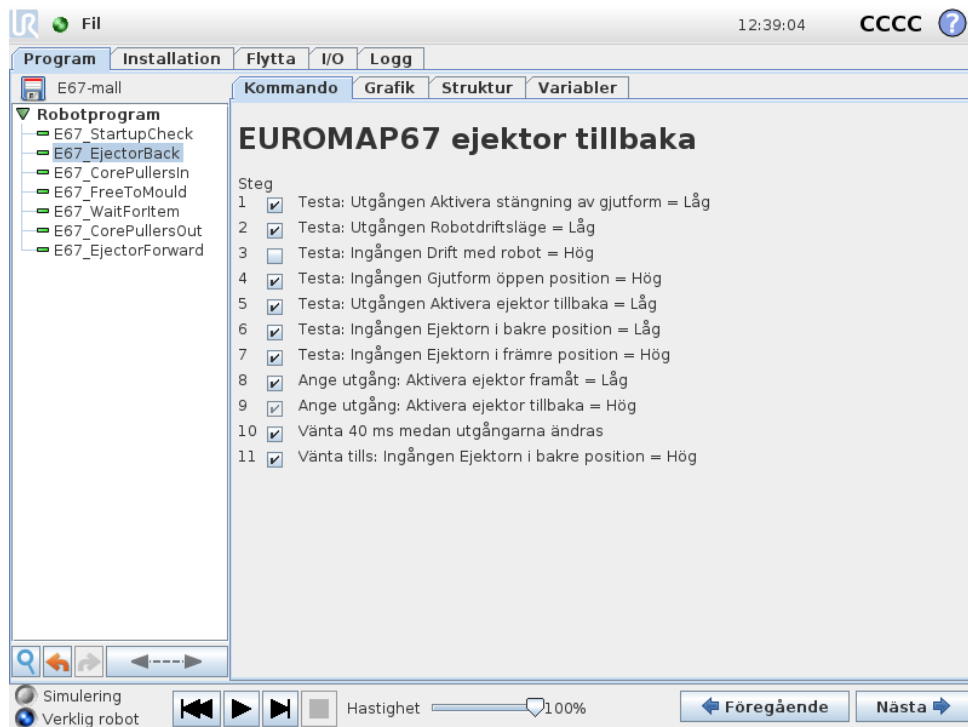 UR Fil 12:39:04 CCCC ?
Program Installation Flytta I/O Logg
E67-mall
Kommando Grafik Struktur Variabler
Robotprogram
E67_StartupCheck
E67_EjectorBack
E67_CorePullersIn
E67_FreeToMould
E67_WaitForItem
E67_CorePullersOut
E67_EjectorForward
EUROMAP67 ejektor tillbaka
Steg
1 Testa: Utgången Aktivera stängning av gjutform = Låg
2 Testa: Utgången Robotdriftsläge = Låg
3 Testa: Ingången Drift med robot = Hög
4 Testa: Ingången Gjutform öppen position = Hög
5 Testa: Utgången Aktivera ejektor tillbaka = Låg
6 Testa: Ingången Ejektorn i bakre position = Låg
7 Testa: Ingången Ejektorn i främre position = Hög
8 Ange utgång: Aktivera ejektor framåt = Låg
9 Ange utgång: Aktivera ejektor tillbaka = Hög
10 Vänta 40 ms medan utgångarna ändras
11 Vänta tills: Ingången Ejektorn i bakre position = Hög
Simulering
Verklig robot
Hastighet 100%
Föregående Nästa